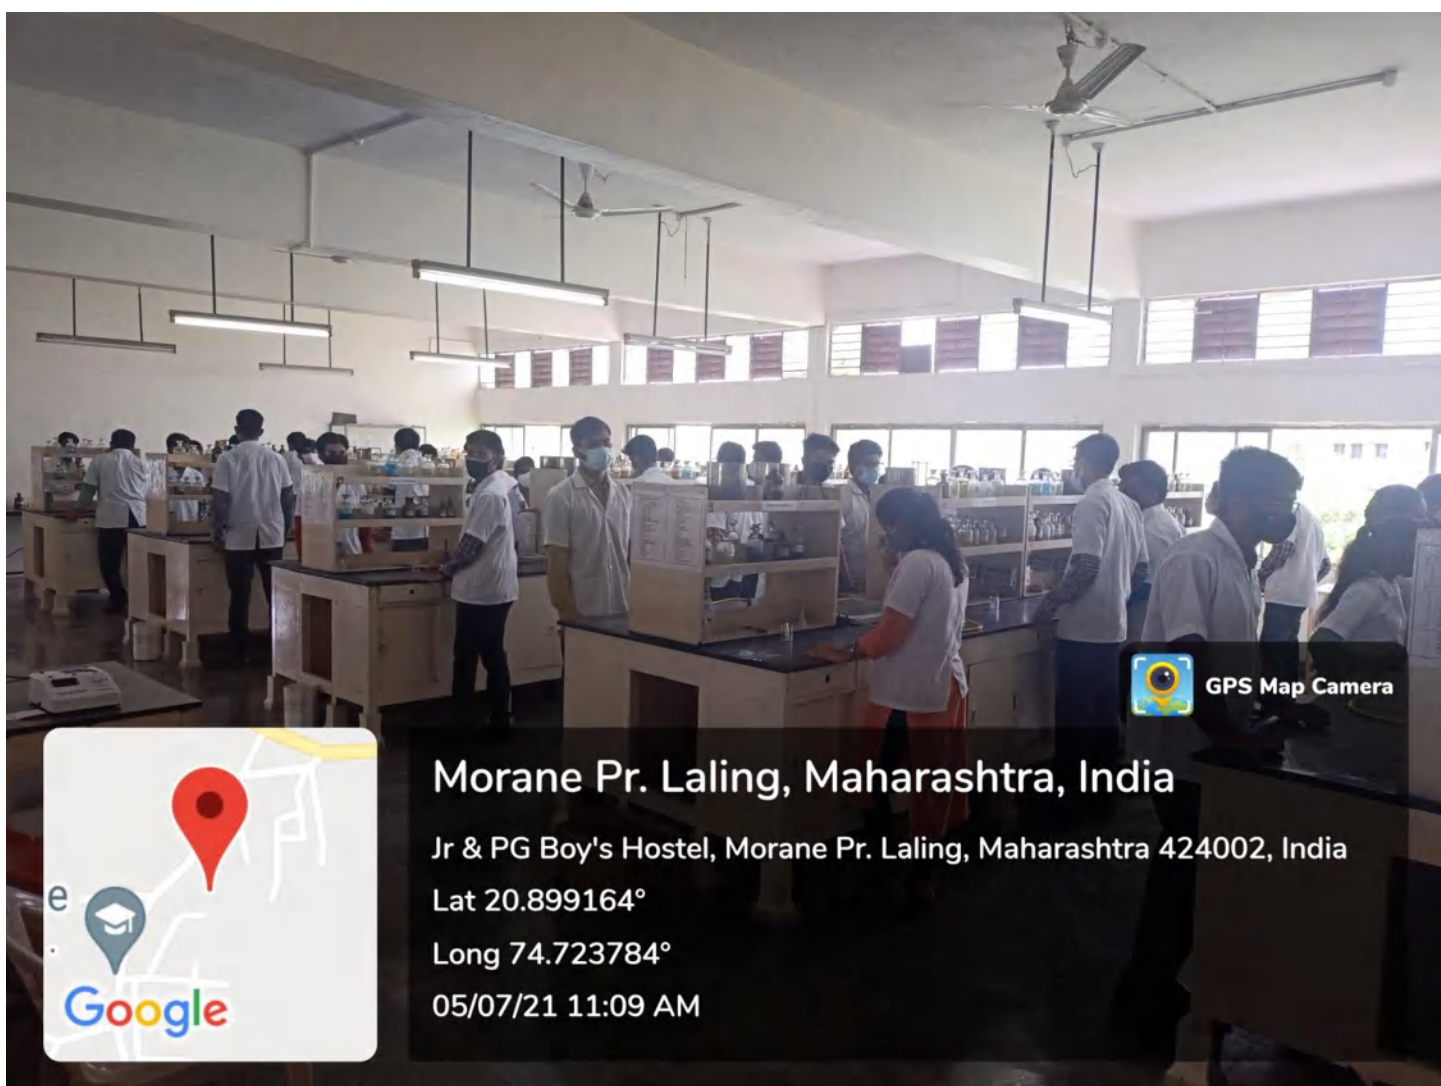 GPS Map Camera
Morane Pr. Laling, Maharashtra, India
Jr & PG Boy's Hostel, Morane Pr. Laling, Maharashtra 424002, India
Lat 20.899164°
Long 74.723784°
05/07/21 11:09 AM
e
Google